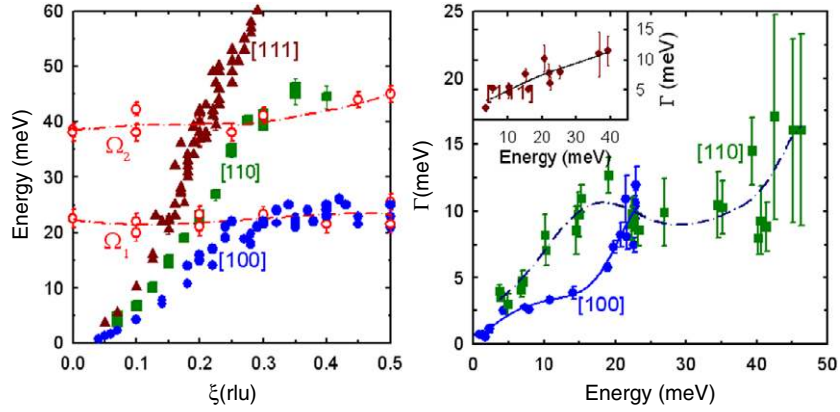 60
50
40
30
20
10
0
Energy (meV)
[111]
[110]
[100]
Ω2
Ω1
0.0 0.1 0.2 0.3 0.4 0.5
ξ(rlu)
25
20
15
10
5
0
Γ(meV)
15
10
5
Γ (meV)
10 20 30 40
Energy (meV)
[110]
[100]
0 10 20 30 40 50
Energy (meV)